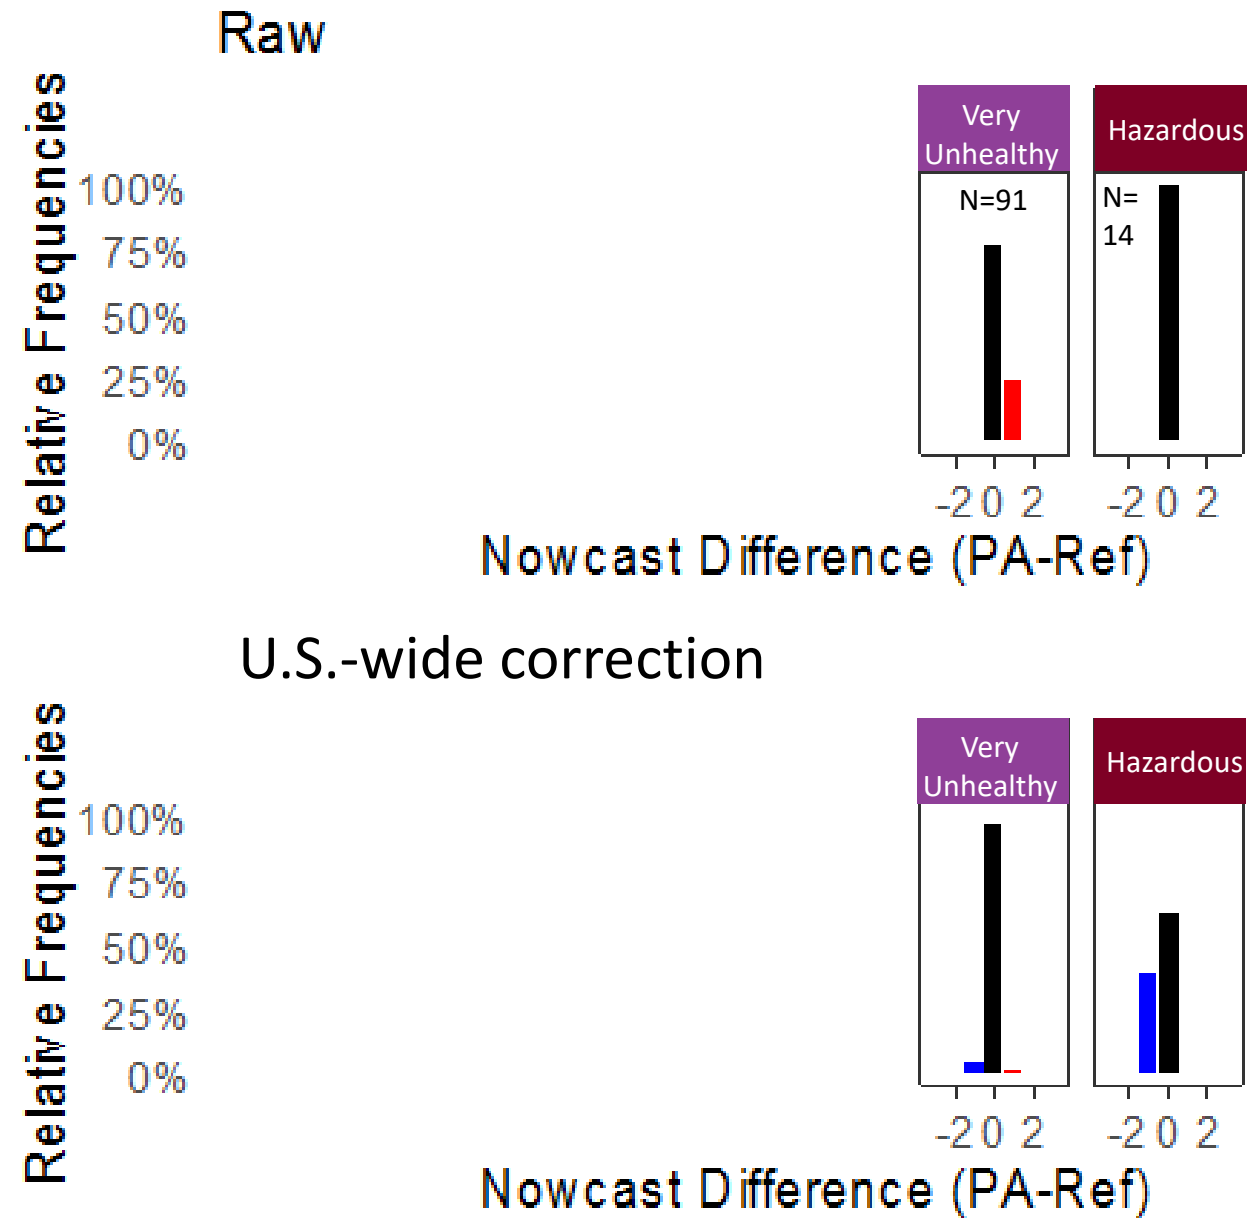 Raw
Relative Frequencies
100%
75%
50%
25%
0%
Very
Unhealthy
N=91
-2 0 2
Hazardous
N=
14
-2 0 2
Nowcast Difference (PA-Ref)
U.S.-wide correction
Relative Frequencies
100%
75%
50%
25%
0%
Very
Unhealthy
-2 0 2
Hazardous
-2 0 2
Nowcast Difference (PA-Ref)